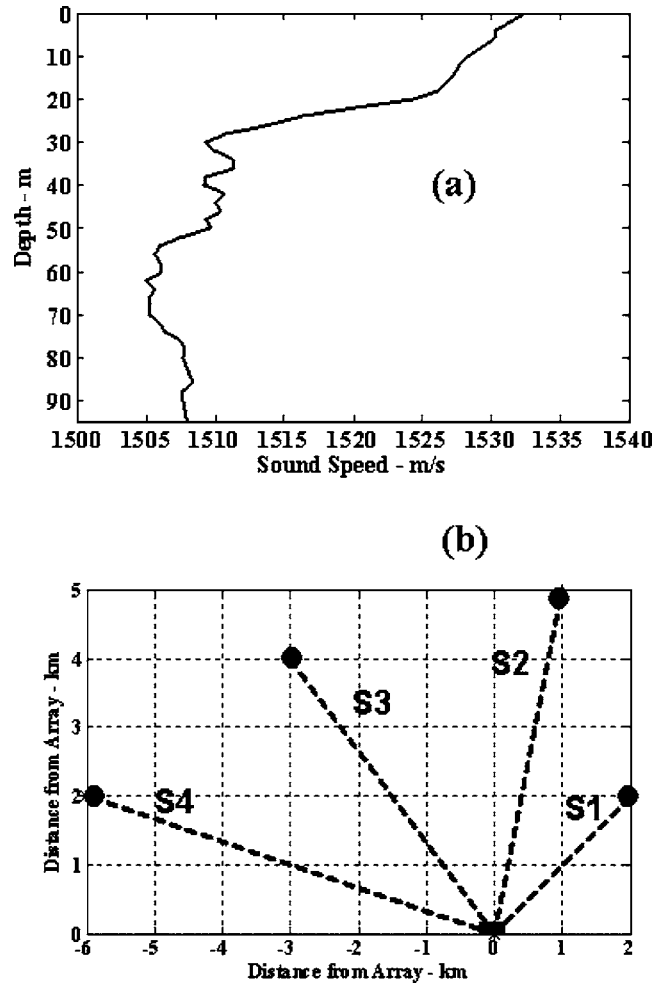 0
10
20
30
40
50
60
70
80
90
Depth - m
(a)
1500 1505 1510 1515 1520 1525 1530 1535 1540
Sound Speed - m/s
(b)
5
4
3
2
1
0
Distance from Array - km
S4
S3
S2
S1
-6 -5 -4 -3 -2 -1 0 1 2
Distance from Array - km